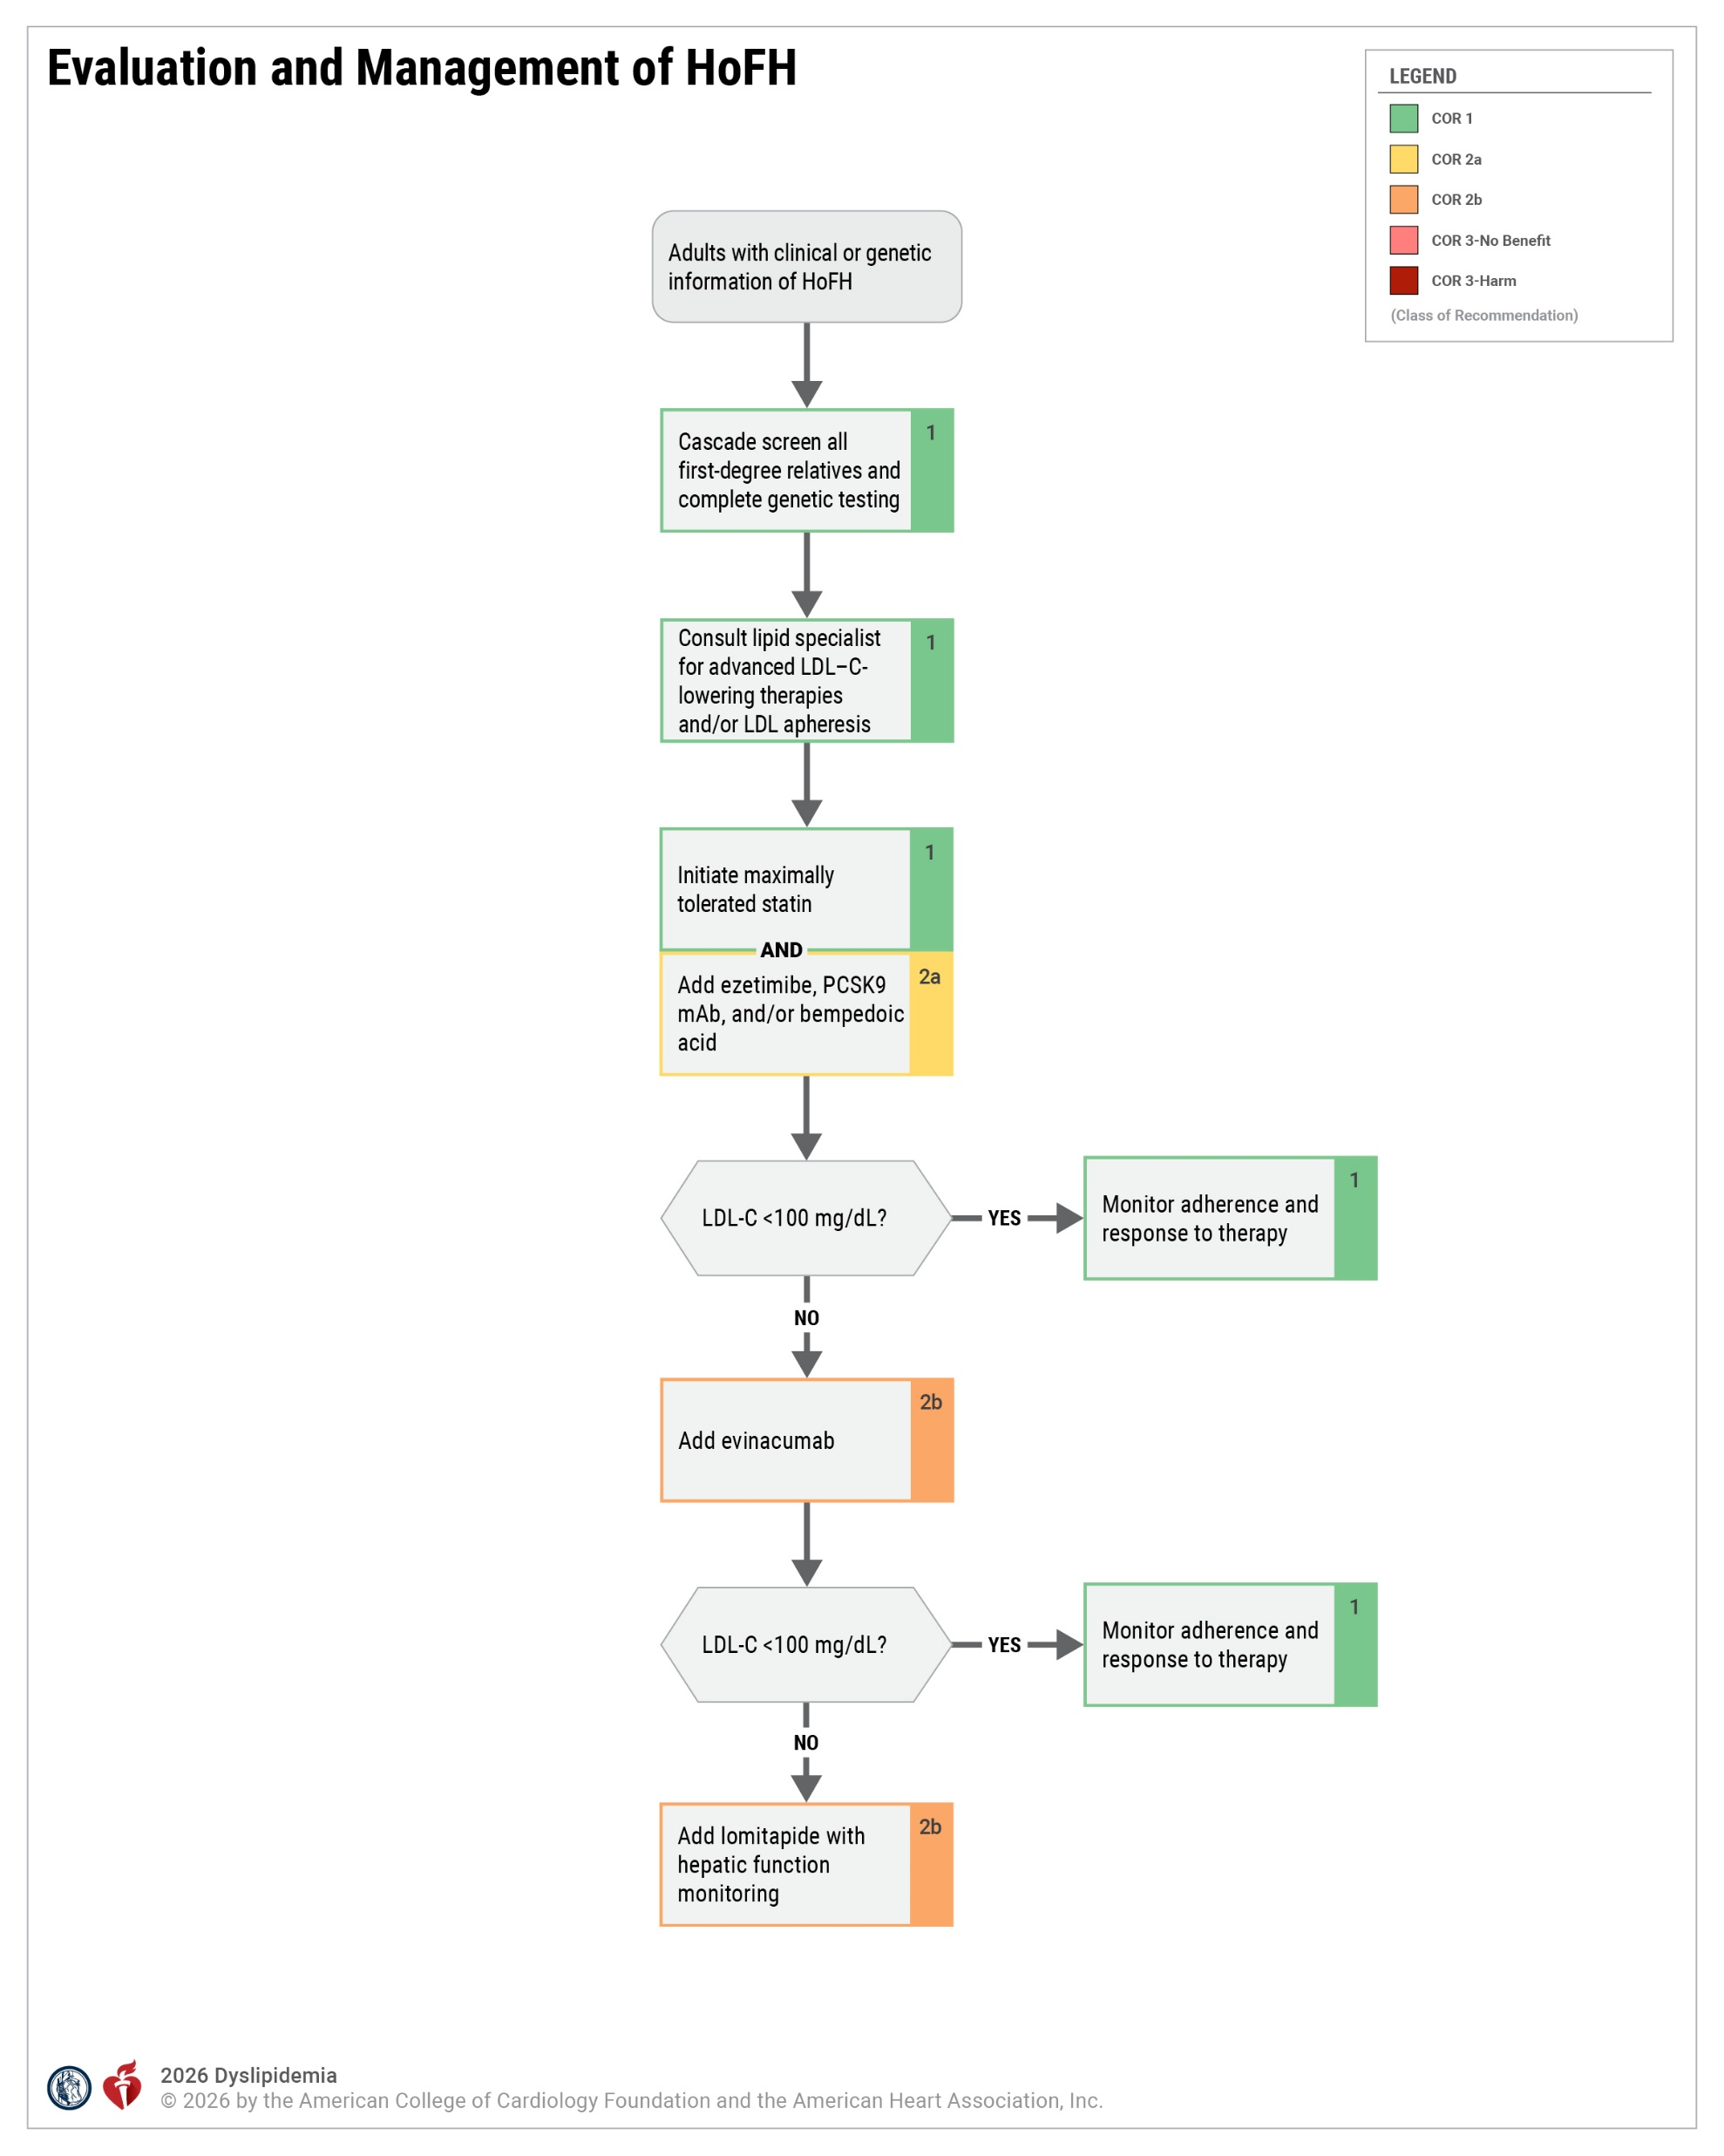 Evaluation and Management of HoFH
LEGEND
COR 1
COR 2a
COR 2b
COR 3-No Benefit
COR 3-Harm
(Class of Recommendation)
Adults with clinical or genetic
information of HoFH
1
Cascade screen all
first-degree relatives and
complete genetic testing
1
Consult lipid specialist
for advanced LDL–C-
lowering therapies
and/or LDL apheresis
1
Initiate maximally
tolerated statin
AND
2a
Add ezetimibe, PCSK9
mAb, and/or bempedoic
acid
LDL-C <100 mg/dL?
YES
1
Monitor adherence and
response to therapy
NO
2b
Add evinacumab
LDL-C <100 mg/dL?
YES
1
Monitor adherence and
response to therapy
NO
2b
Add lomitapide with
hepatic function
monitoring
2026 Dyslipidemia
© 2026 by the American College of Cardiology Foundation and the American Heart Association, Inc.